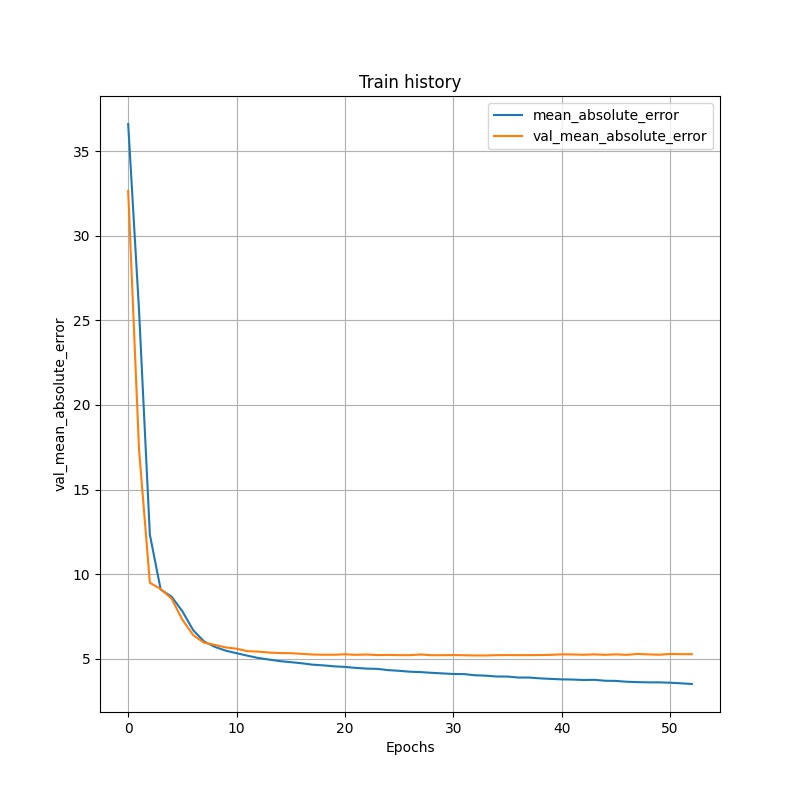 Train history
mean_absolute_error
val_mean_absolute_error
35
30
25
20
15
10
5
val_mean_absolute_error
0 10 20 30 40 50
Epochs